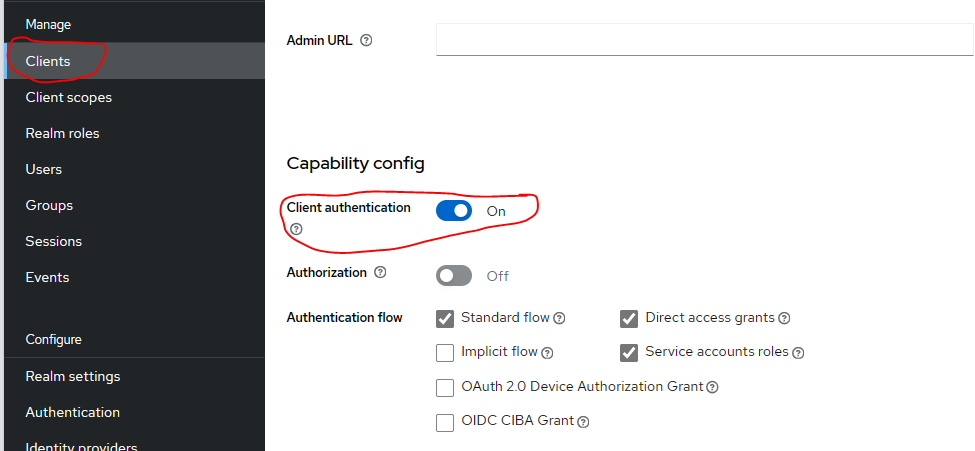 Manage
Clients
Client scopes
Realm roles
Users
Groups
Sessions
Events
Configure
Realm settings
Authentication
Identity providers
Admin URL
Capability config
Client authentication
On
Authorization
Off
Authentication flow
Standard flow
Direct access grants
Implicit flow
Service accounts roles
OAuth 2.0 Device Authorization Grant
OIDC CIBA Grant